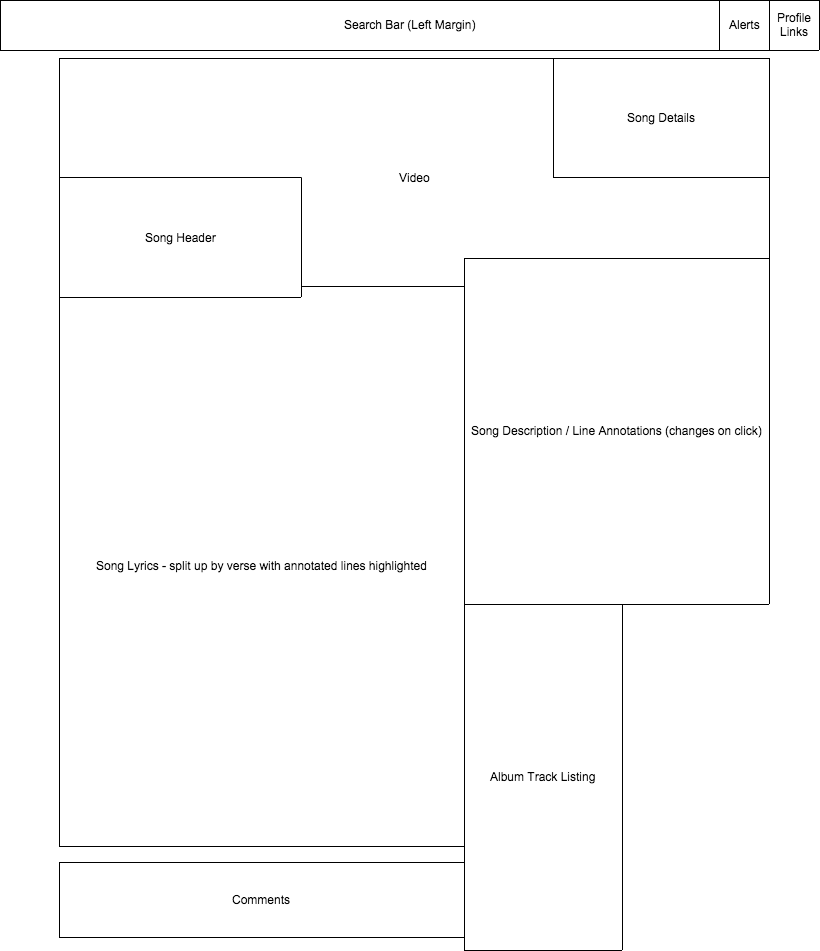 Search Bar (Left Margin)
Alerts
Profile
Links
Song Details
Video
Song Header
Song Description / Line Annotations (changes on click)
Song Lyrics - split up by verse with annotated lines highlighted
Album Track Listing
Comments